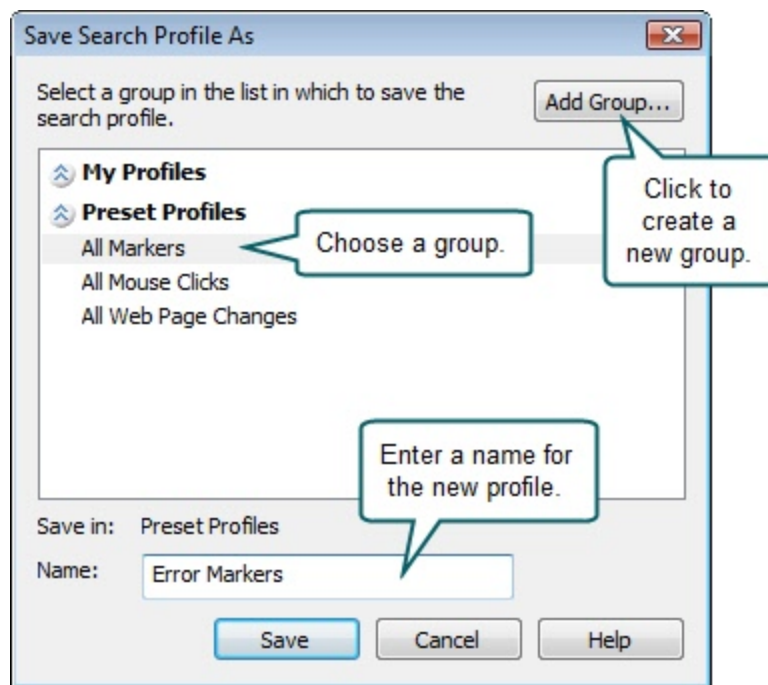 Save Search Profile As
Select a group in the list in which to save the
search profile.
Add Group...
Click to
create a
new group.
My Profiles
Preset Profiles
All Markers
Choose a group.
All Mouse Clicks
All Web Page Changes
Enter a name for
the new profile.
Save in: Preset Profiles
Name: Error Markers
Save Cancel Help